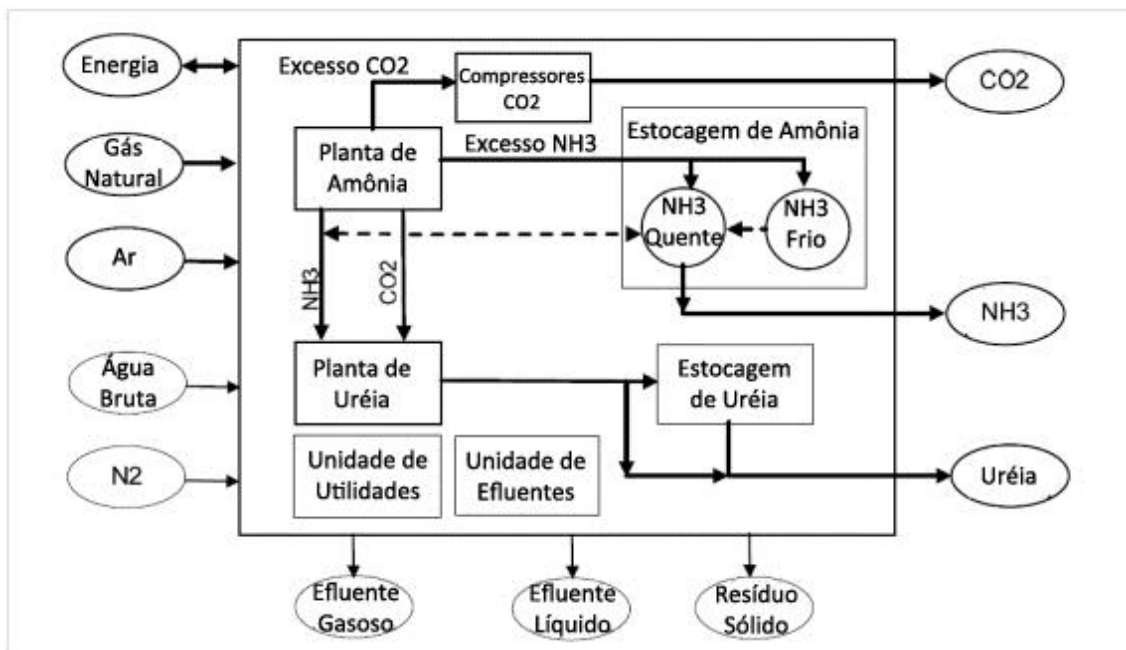 Energia
Excesso CO2
Compressores
CO2
CO2
Gás
Natural
Planta de
Amônia
Excesso NH3
Estocagem de Amônia
NH3
Quente
NH3
Frio
Ar
NH3
CO2
NH3
Água
Bruta
Planta de
Uréia
Estocagem
de Uréia
N2
Unidade de
Utilidades
Unidade de
Efluentes
Uréia
Efluente
Gasoso
Efluente
Líquido
Resíduo
Sólido